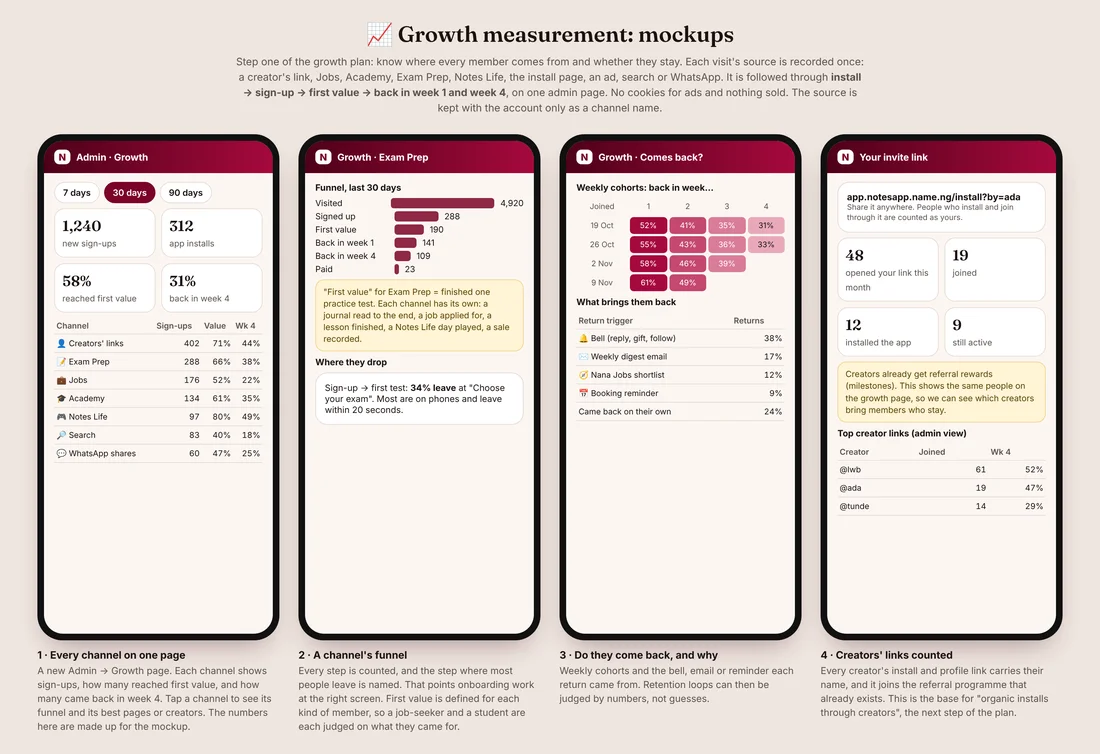 📈 Growth measurement: mockups
Step one of the growth plan: know where every member comes from and whether they stay. Each visit's source is recorded once:
a creator's link, Jobs, Academy, Exam Prep, Notes Life, the install page, an ad, search or WhatsApp. It is followed through install
→ sign-up → first value → back in week 1 and week 4, on one admin page. No cookies for ads and nothing sold. The source is
kept with the account only as a channel name.
N Admin · Growth
7 days 30 days 90 days
1,240
new sign-ups
312
app installs
58%
reached first value
31%
back in week 4
Channel Sign-ups Value Wk 4
👤 Creators' links 402 71% 44%
📝 Exam Prep 288 66% 38%
💼 Jobs 176 52% 22%
🎓 Academy 134 61% 35%
🎮 Notes Life 97 80% 49%
🔎 Search 83 40% 18%
💬 WhatsApp shares 60 47% 25%
1 · Every channel on one page
A new Admin → Growth page. Each channel shows
sign-ups, how many reached first value, and how
many came back in week 4. Tap a channel to see its
funnel and its best pages or creators. The numbers
here are made up for the mockup.
N Growth · Exam Prep
Funnel, last 30 days
Visited 4,920
Signed up 288
First value 190
Back in week 1 141
Back in week 4 109
Paid 23
"First value" for Exam Prep = finished one
practice test. Each channel has its own: a
journal read to the end, a job applied for, a
lesson finished, a Notes Life day played, a sale
recorded.
Where they drop
Sign-up → first test: 34% leave at "Choose
your exam". Most are on phones and leave
within 20 seconds.
2 · A channel's funnel
Every step is counted, and the step where most
people leave is named. That points onboarding work
at the right screen. First value is defined for each
kind of member, so a job-seeker and a student are
each judged on what they came for.
N Growth · Comes back?
Weekly cohorts: back in week…
Joined 1 2 3 4
19 Oct 52% 41% 35% 31%
26 Oct 55% 43% 36% 33%
2 Nov 58% 46% 39%
9 Nov 61% 49%
What brings them back
Return trigger Returns
🔔 Bell (reply, gift, follow) 38%
✉️ Weekly digest email 17%
🧭 Nana Jobs shortlist 12%
📅 Booking reminder 9%
Came back on their own 24%
3 · Do they come back, and why
Weekly cohorts and the bell, email or reminder each
return came from. Retention loops can then be
judged by numbers, not guesses.
N Your invite link
app.notesapp.name.ng/install?by=ada
Share it anywhere. People who install and join
through it are counted as yours.
48
opened your link this
month
19
joined
12
installed the app
9
still active
Creators already get referral rewards
(milestones). This shows the same people on
the growth page, so we can see which creators
bring members who stay.
Top creator links (admin view)
Creator Joined Wk 4
@lwb 61 52%
@ada 19 47%
@tunde 14 29%
4 · Creators' links counted
Every creator's install and profile link carries their
name, and it joins the referral programme that
already exists. This is the base for "organic installs
through creators", the next step of the plan.